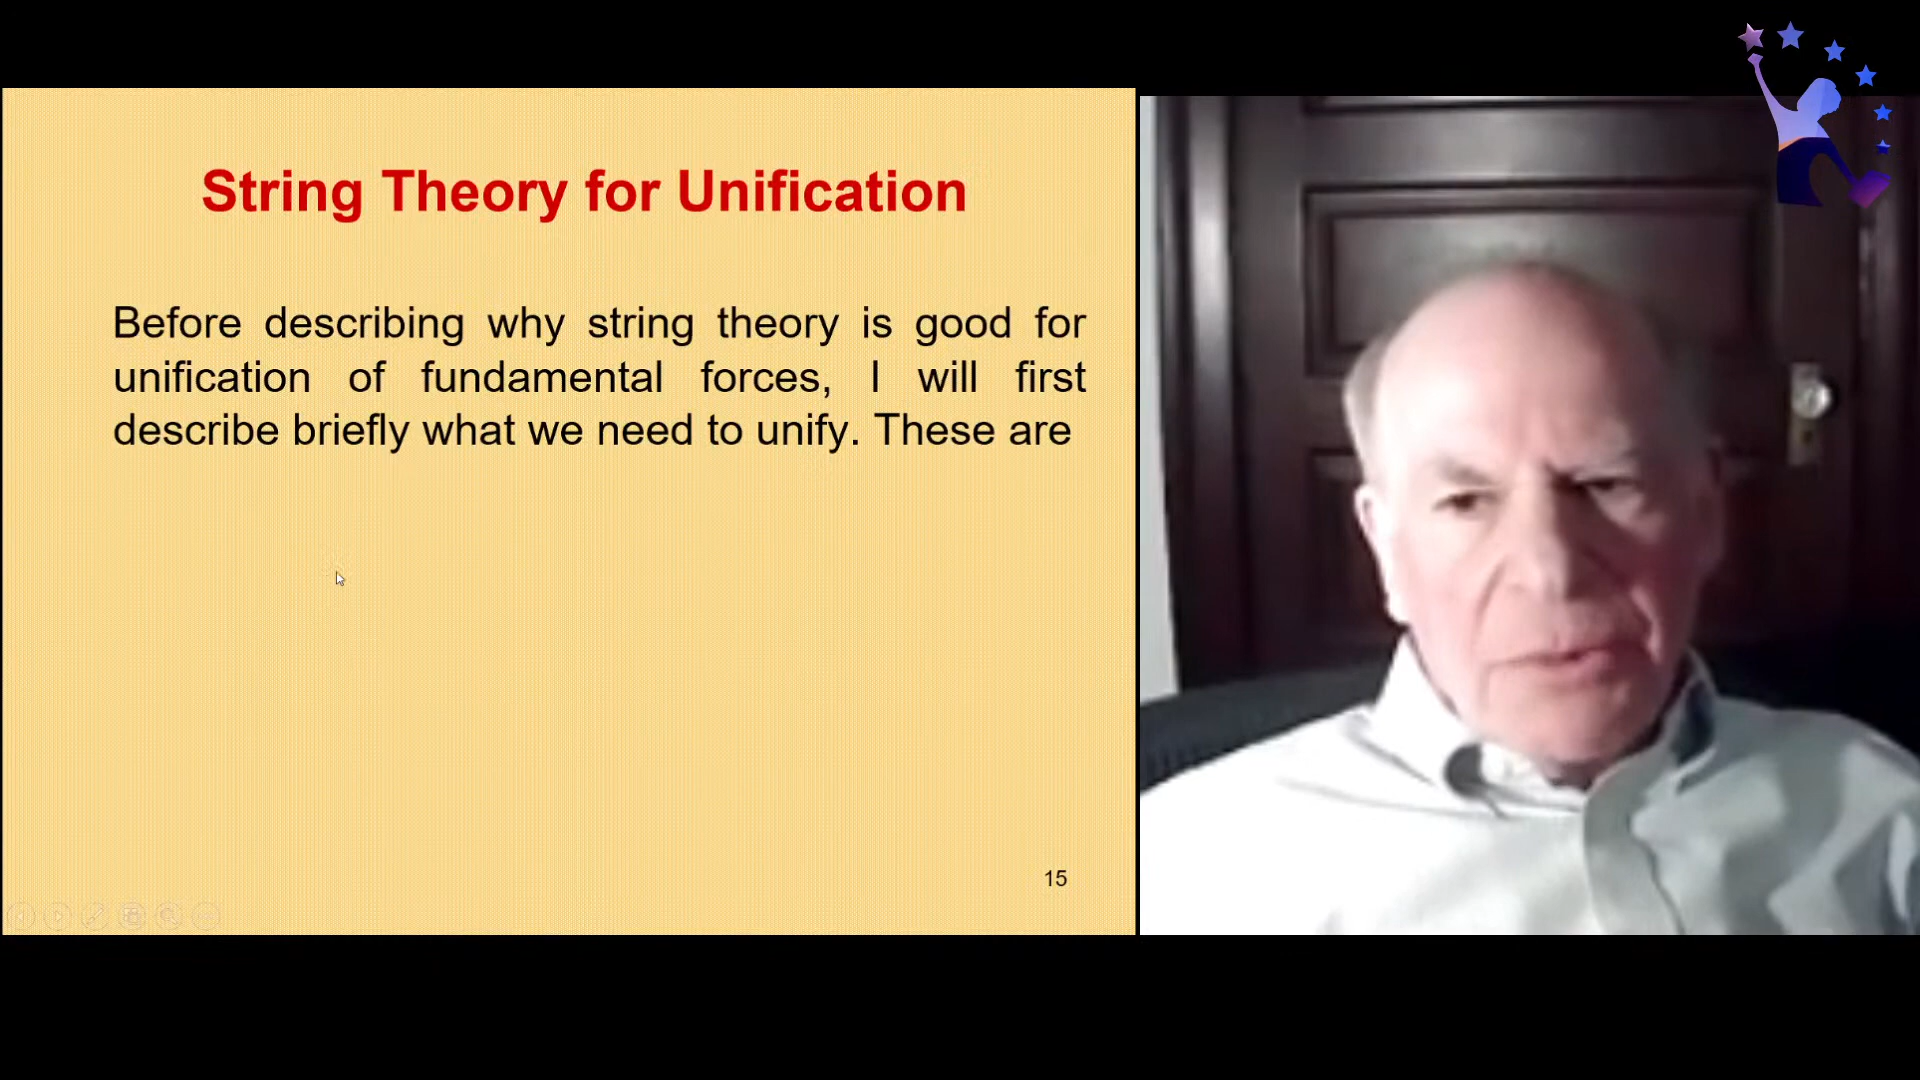 String Theory for Unification
Before describing why string theory is good for
unification of fundamental forces, I will first
describe briefly what we need to unify. These are
15